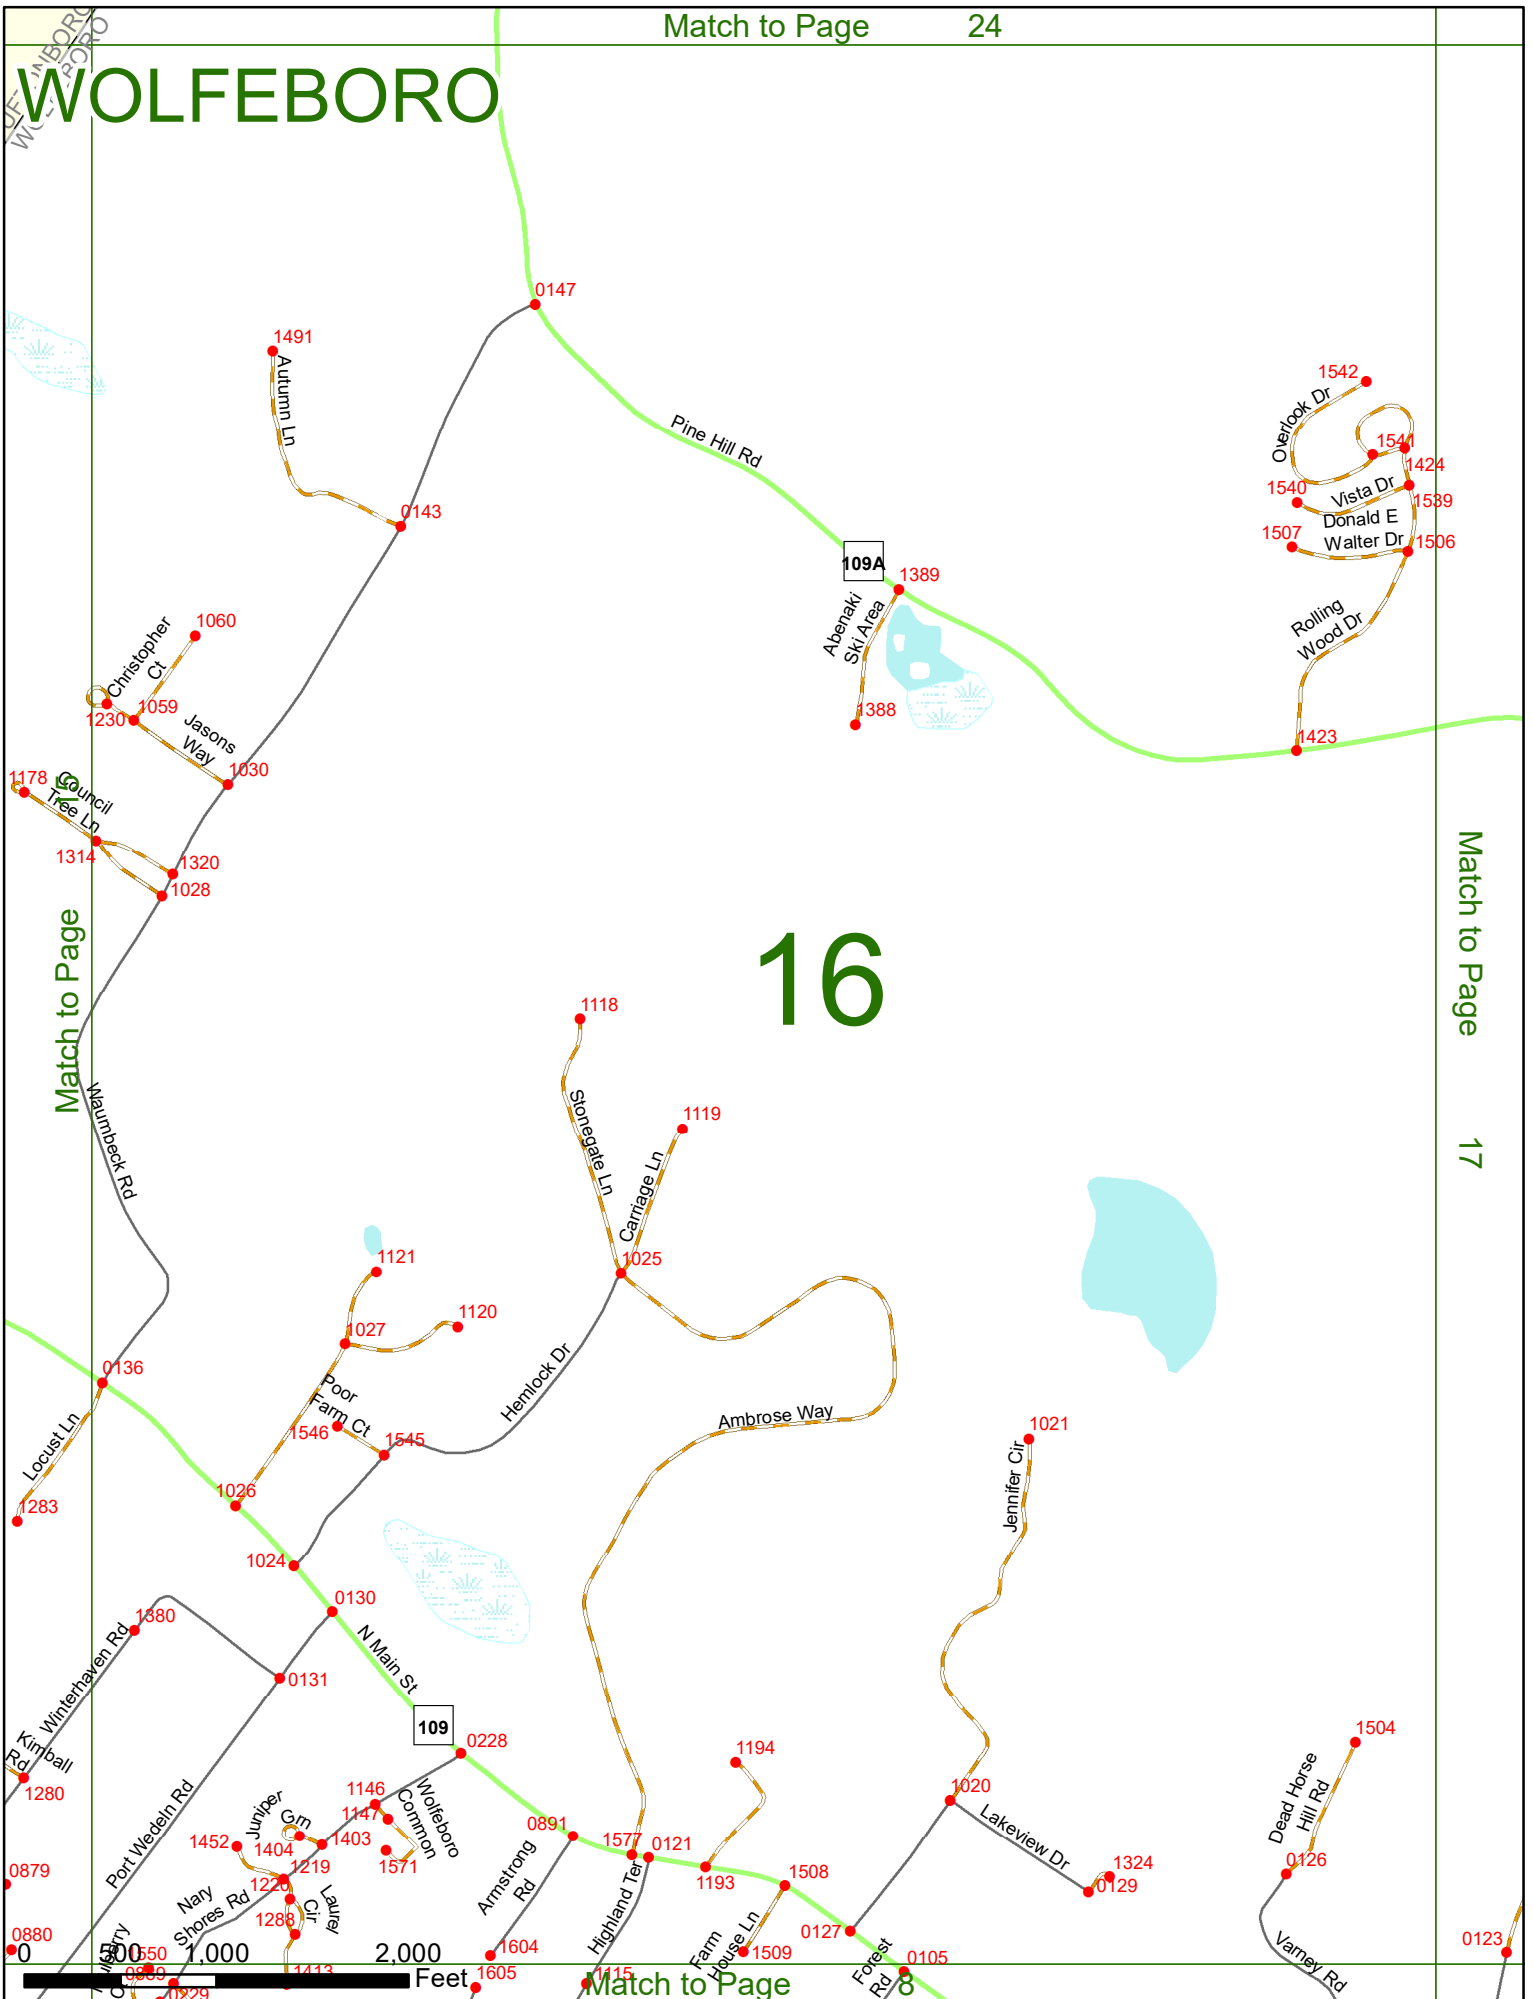 Match to Page 24
WOLFEBORO
0147
1491
Autumn Ln
1542
Overlook Dr
Pine Hill Rd
1541
1424
1540
Vista Dr
1539
0143
Donald E
Walter Dr
1507
1506
109A
1389
Abenaki
Ski Area
Rolling
Wood Dr
1060
Christopher
Ct
1230
1059
1388
Jasons
Way
1423
1030
1178
Council
Tree Ln
15
1314
1320
1028
Match to Page
Match to Page
17
16
1118
Waumbeck Rd
Stonegate Ln
1119
Carriage Ln
1025
1121
1120
1027
0136
Poor
Farm Ct
Hemlock Dr
Ambrose Way
1546
1545
1021
Locust Ln
Jennifer Cir
1283
1026
1024
0130
1380
N Main St
Winterhaven Rd
0131
Kimball
Rd
109
0228
1504
1194
1280
Port Wedeln Rd
1146
1147
Wolfeboro
Common
1020
Dead Horse
Hill Rd
Juniper
Grn
0891
Lakeview Dr
1452
1404
1403
1577
0121
1571
Armstrong
Rd
1219
1193
1508
1324
0129
0126
0879
1220
Nary
Shores Rd
Laurel
Cir
1288
Highland Ter
Farm
House Ln
0127
Forest
Rd
0880
1604
1509
0105
Varney Rd
0123
0 500 1,000 2,000
Feet
1550
0889
1413
1605
1115
Match to Page 8
0229